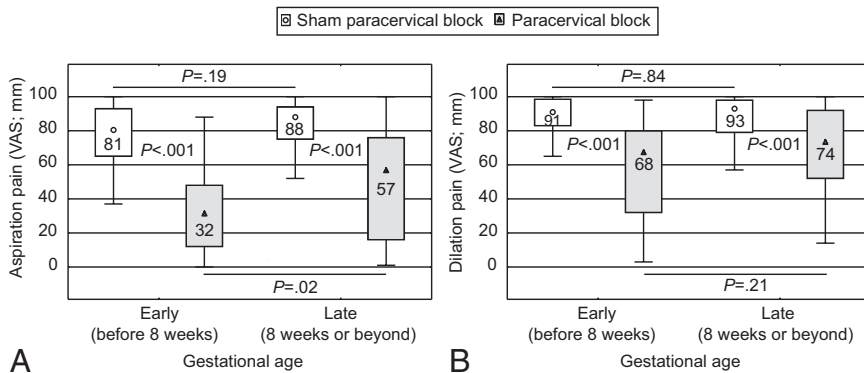 Sham paracervical block Paracervical block
Aspiration pain (VAS; mm)
100
80
60
40
20
0
P=.19
81
P<.001
32
88
P<.001
57
P=.02
Early
(before 8 weeks)
Late
(8 weeks or beyond)
Gestational age
A
Dilation pain (VAS; mm)
100
80
60
40
20
0
P=.84
91
P<.001
68
93
P<.001
74
P=.21
Early
(before 8 weeks)
Late
(8 weeks or beyond)
Gestational age
B